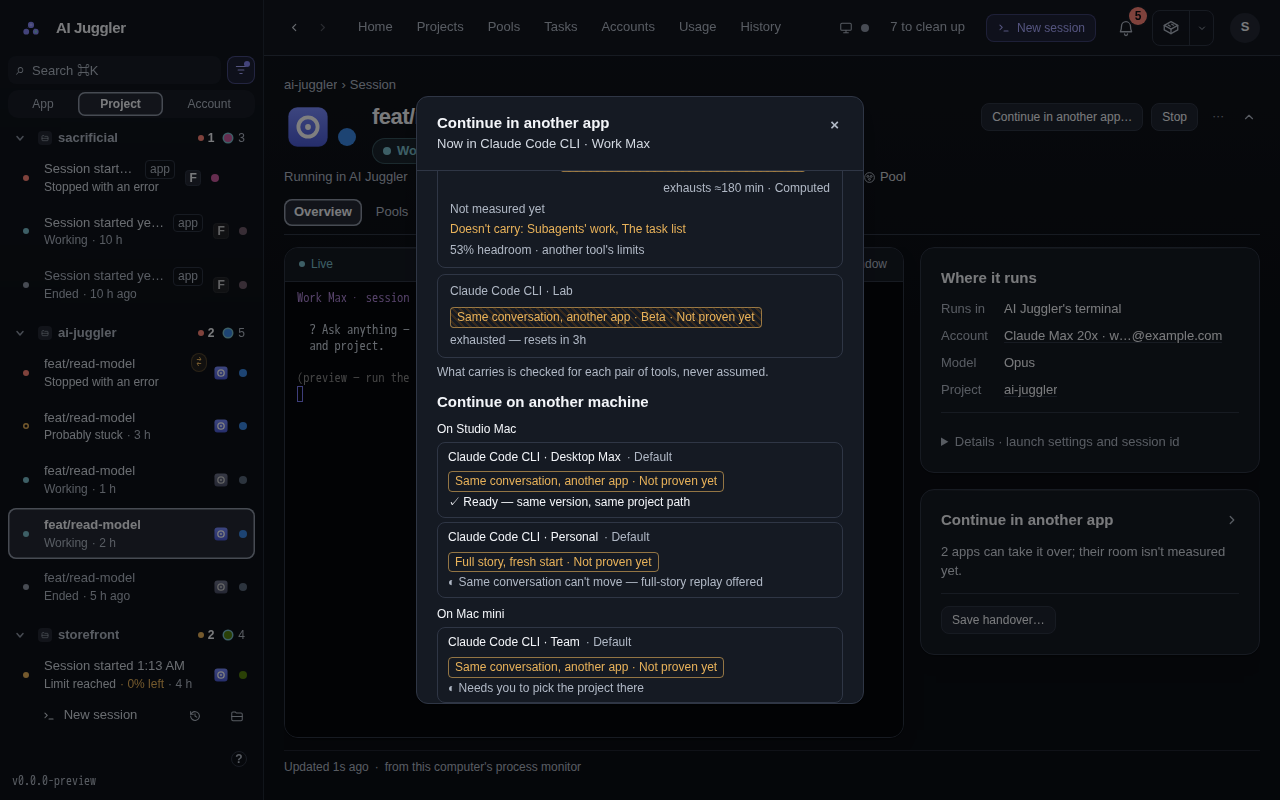 AI Juggler
Home Projects Pools Tasks Accounts Usage History
7 to clean up
New session
5
S
Search ⌘K
App Project Account
sacrificial 1 3
Session start… app
Stopped with an error
F
Session started ye… app
Working · 10 h
F
Session started ye… app
Ended · 10 h ago
F
ai-juggler 2 5
feat/read-model
Stopped with an error
feat/read-model
Probably stuck · 3 h
feat/read-model
Working · 1 h
feat/read-model
Working · 2 h
feat/read-model
Ended · 5 h ago
storefront 2 4
Session started 1:13 AM
Limit reached · 0% left · 4 h
New session
?
v0.0.0-preview
ai-juggler › Session
feat/
Wo
Continue in another app… Stop ···
Running in AI Juggler
Pool
Overview Pools
Live
dow
Work Max · session
? Ask anything —
and project.
(preview — run the
Continue in another app
Now in Claude Code CLI · Work Max
×
exhausts ≈180 min · Computed
Not measured yet
Doesn't carry: Subagents' work, The task list
53% headroom · another tool's limits
Claude Code CLI · Lab
Same conversation, another app · Beta · Not proven yet
exhausted — resets in 3h
What carries is checked for each pair of tools, never assumed.
Continue on another machine
On Studio Mac
Claude Code CLI · Desktop Max · Default
Same conversation, another app · Not proven yet
✓ Ready — same version, same project path
Claude Code CLI · Personal · Default
Full story, fresh start · Not proven yet
Same conversation can't move — full-story replay offered
On Mac mini
Claude Code CLI · Team · Default
Same conversation, another app · Not proven yet
Needs you to pick the project there
Where it runs
Runs in AI Juggler's terminal
Account Claude Max 20x · w…@example.com
Model Opus
Project ai-juggler
▶ Details · launch settings and session id
Continue in another app
2 apps can take it over; their room isn't measured
yet.
Save handover…
Updated 1s ago · from this computer's process monitor